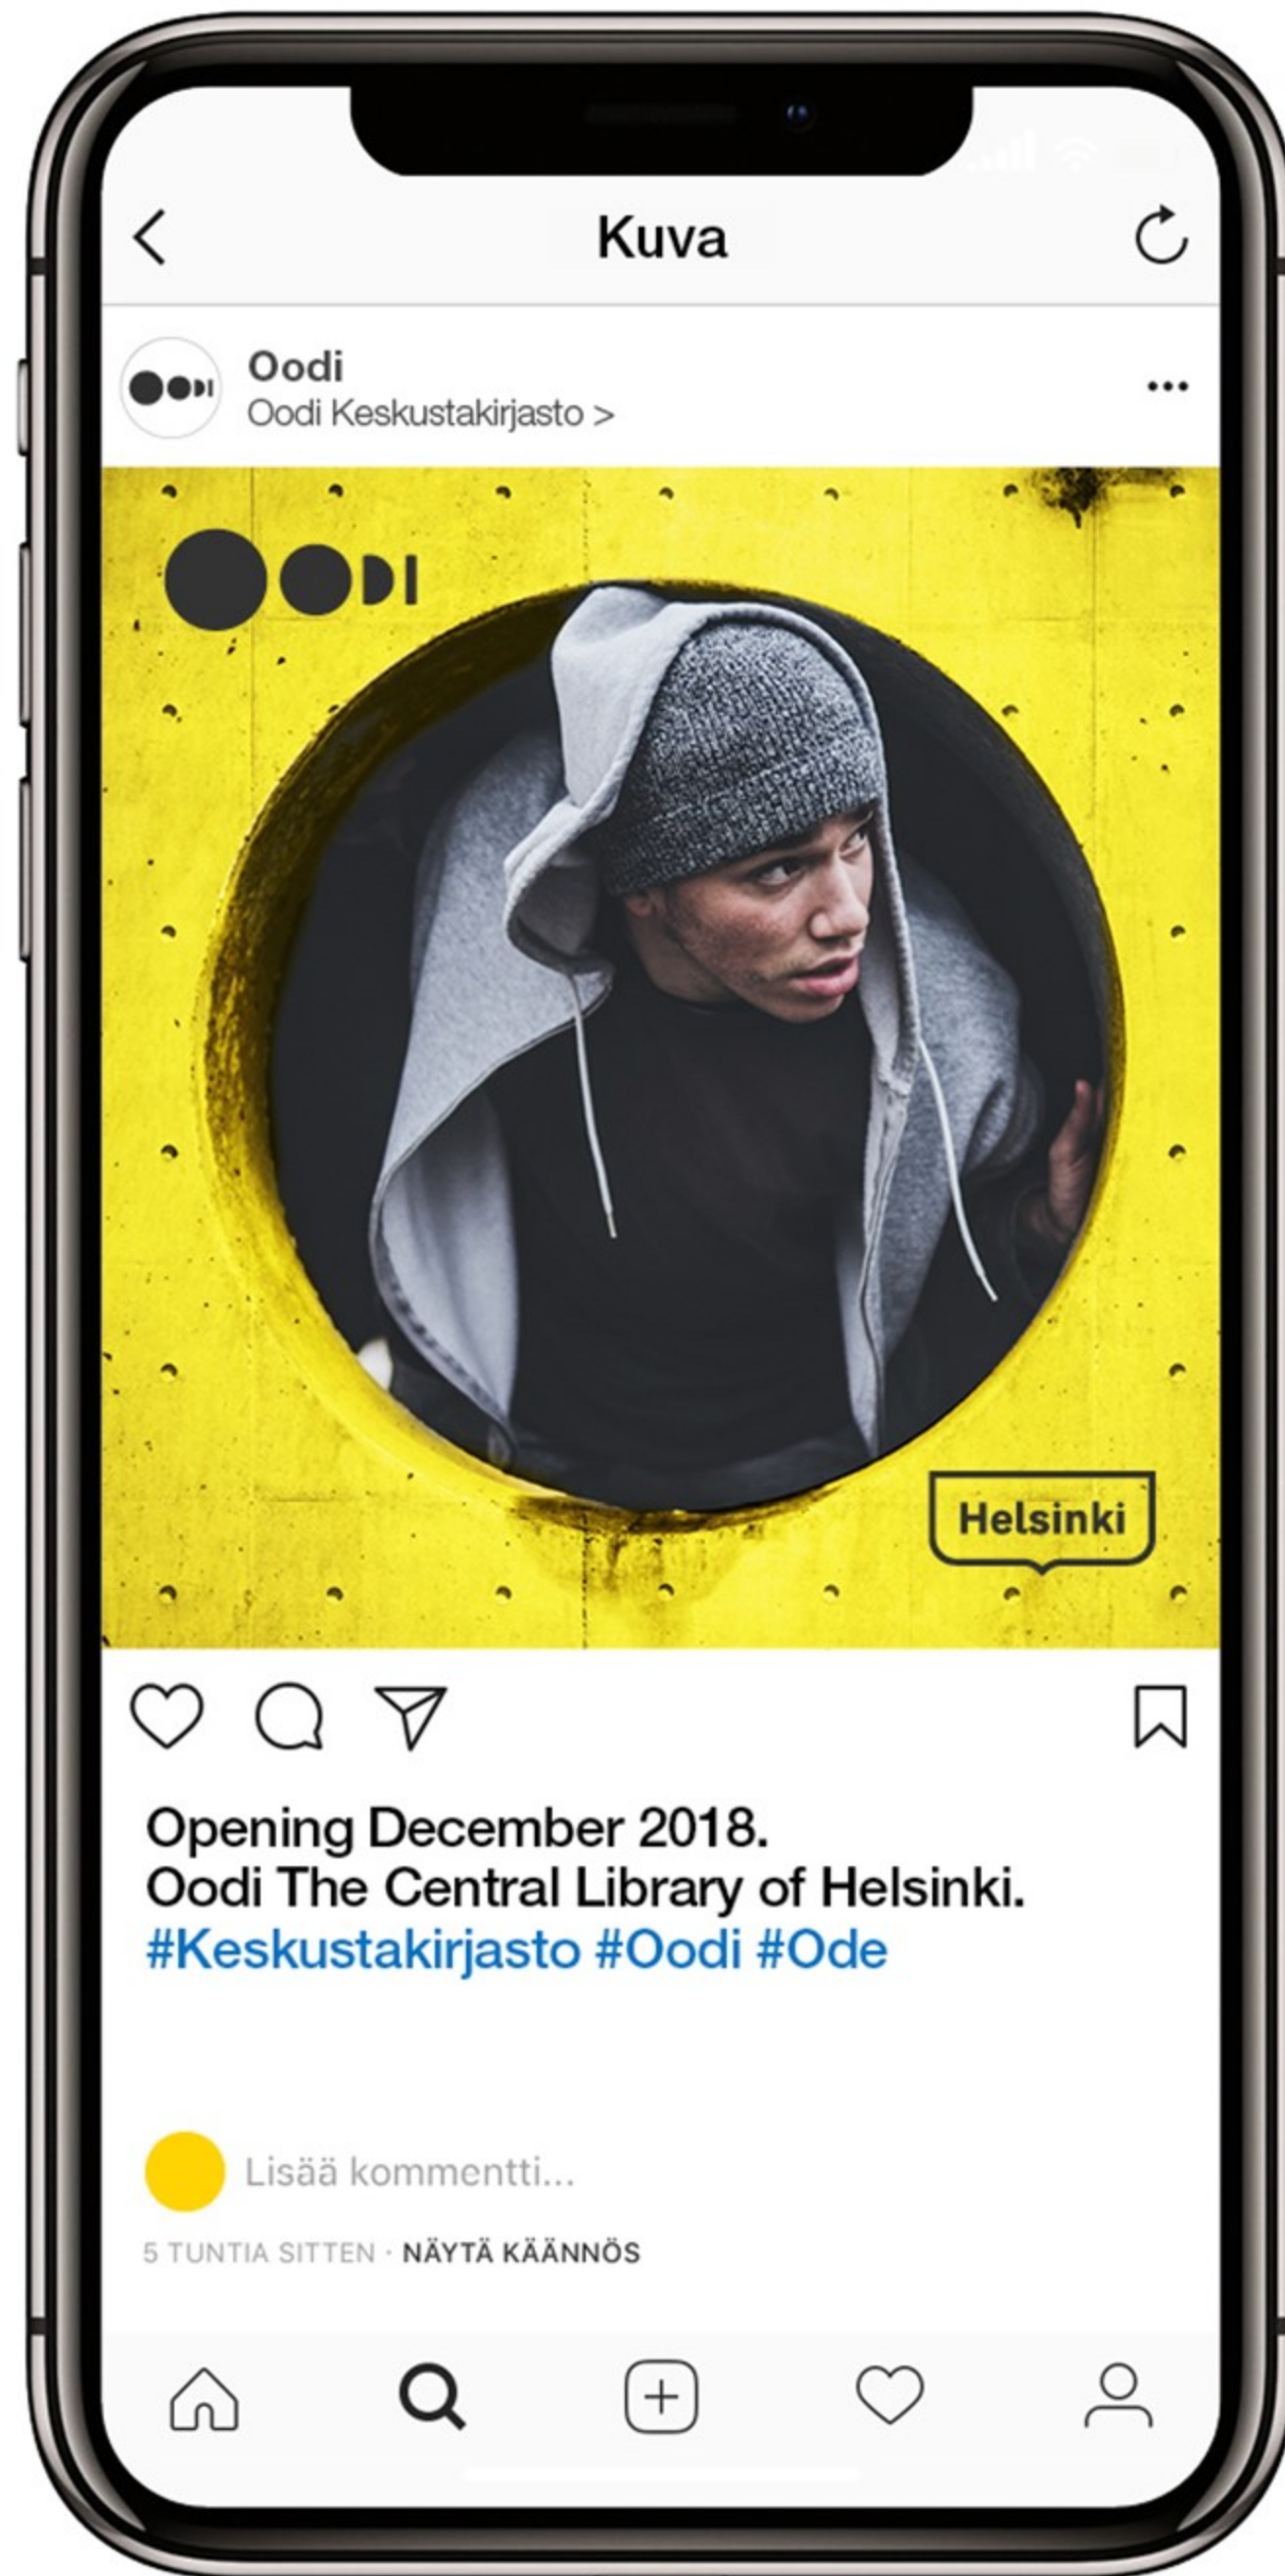 Kuva
OODI
Oodi
Oodi Keskustakirjasto >
OODI
Helsinki
Opening December 2018.
Oodi The Central Library of Helsinki.
#Keskustakirjasto #Oodi #Ode
Lisää kommentti...
5 TUNTIA SITTEN · NÄYTÄ KÄÄNNÖS